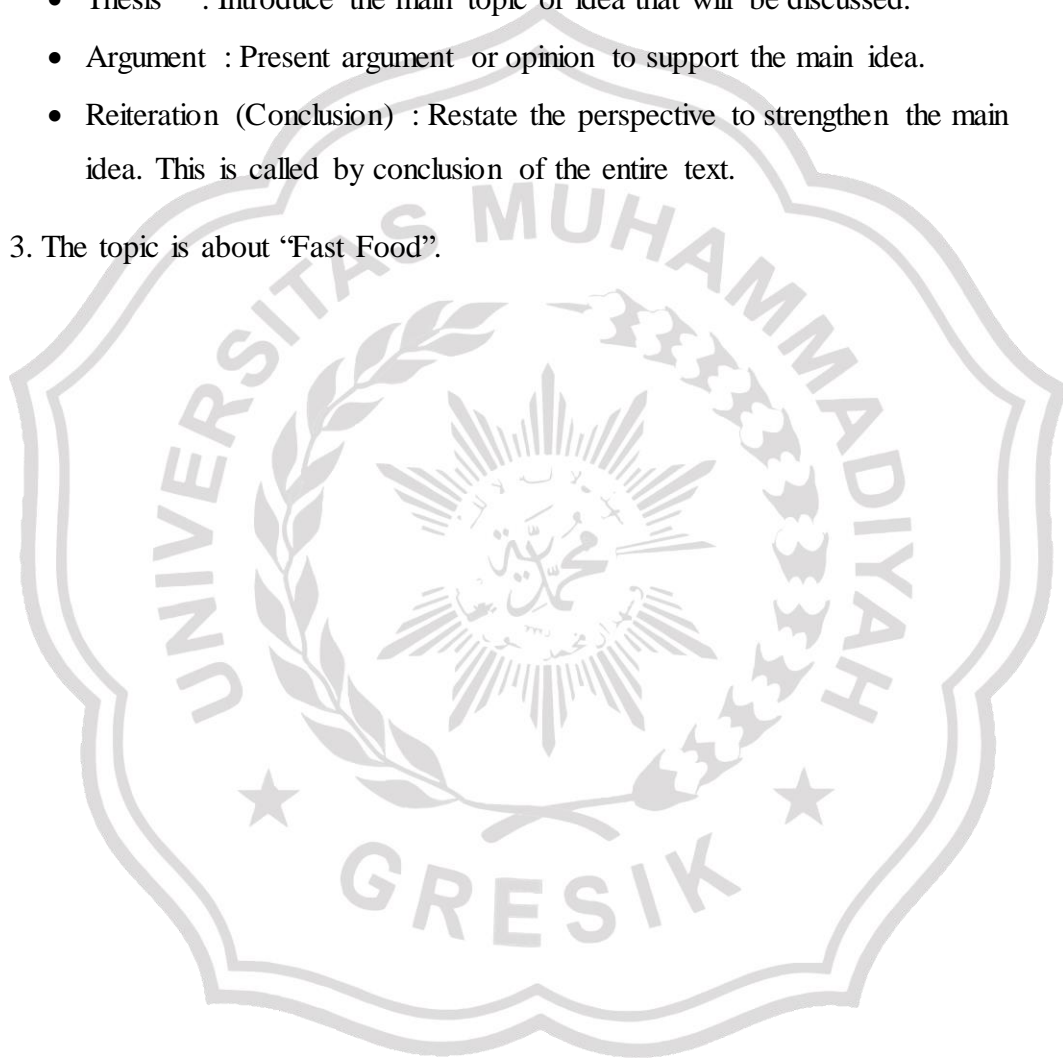 • Thesis : Introduce the main topic or idea that will be discussed.
• Argument : Present argument or opinion to support the main idea.
• Reiteration (Conclusion) : Restate the perspective to strengthen the main
idea. This is called by conclusion of the entire text.
3. The topic is about “Fast Food”.
UNIVERSITAS MUHAMMADIYAH
GRESIK